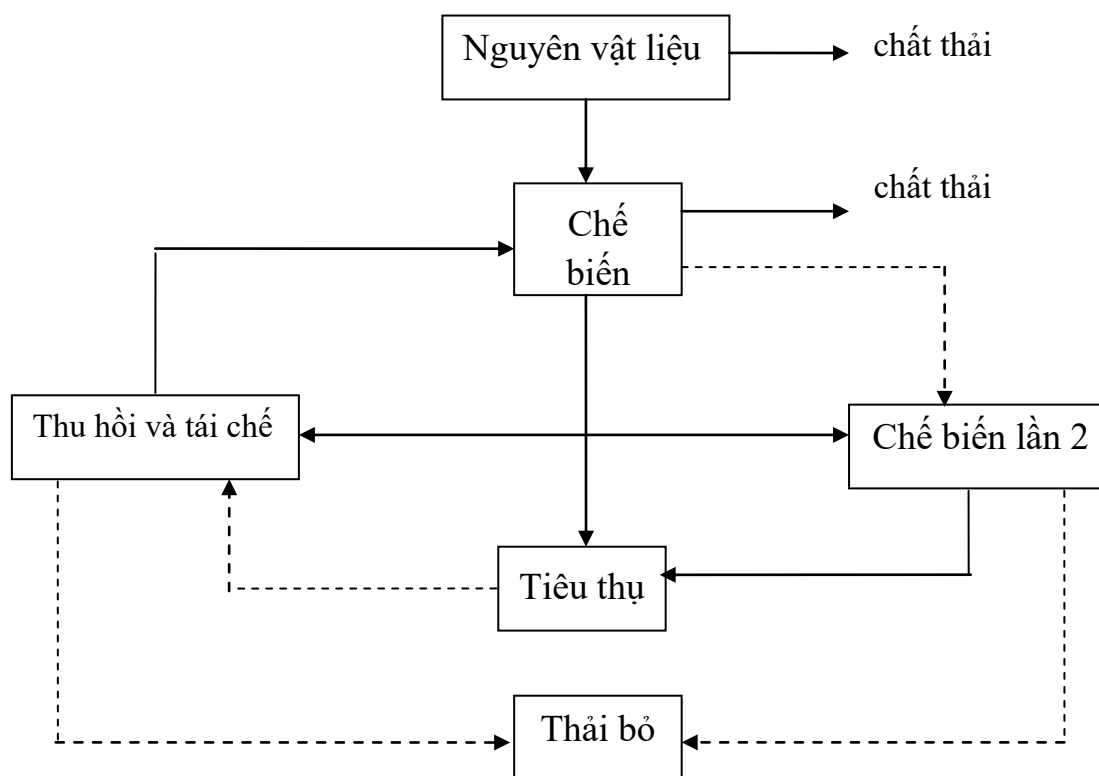 Nguyên vật liệu
chất thải
chất thải
Chế
biến
Thu hồi và tái chế
Chế biến lần 2
Tiêu thụ
Thải bỏ